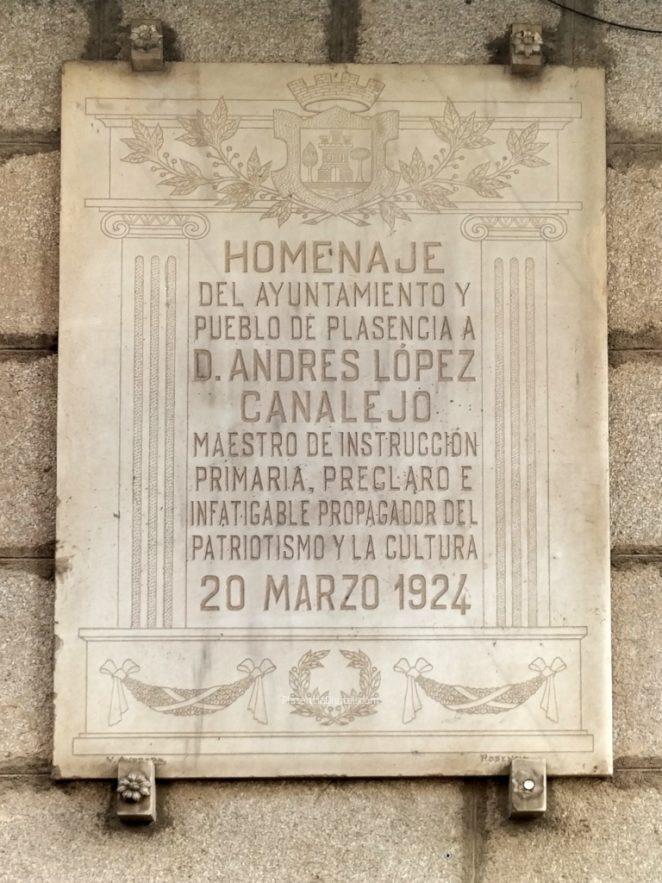 HOMENAJE
DEL AYUNTAMIENTO Y
PUEBLO DE PLASENCIA A
D. ANDRES LÓPEZ
CANALEJO
MAESTRO DE INSTRUCCIÓN
PRIMARIA, PRECLARO E
INFATIGABLE PROPAGADOR DEL
PATRIOTISMO Y LA CULTURA
20 MARZO 1924